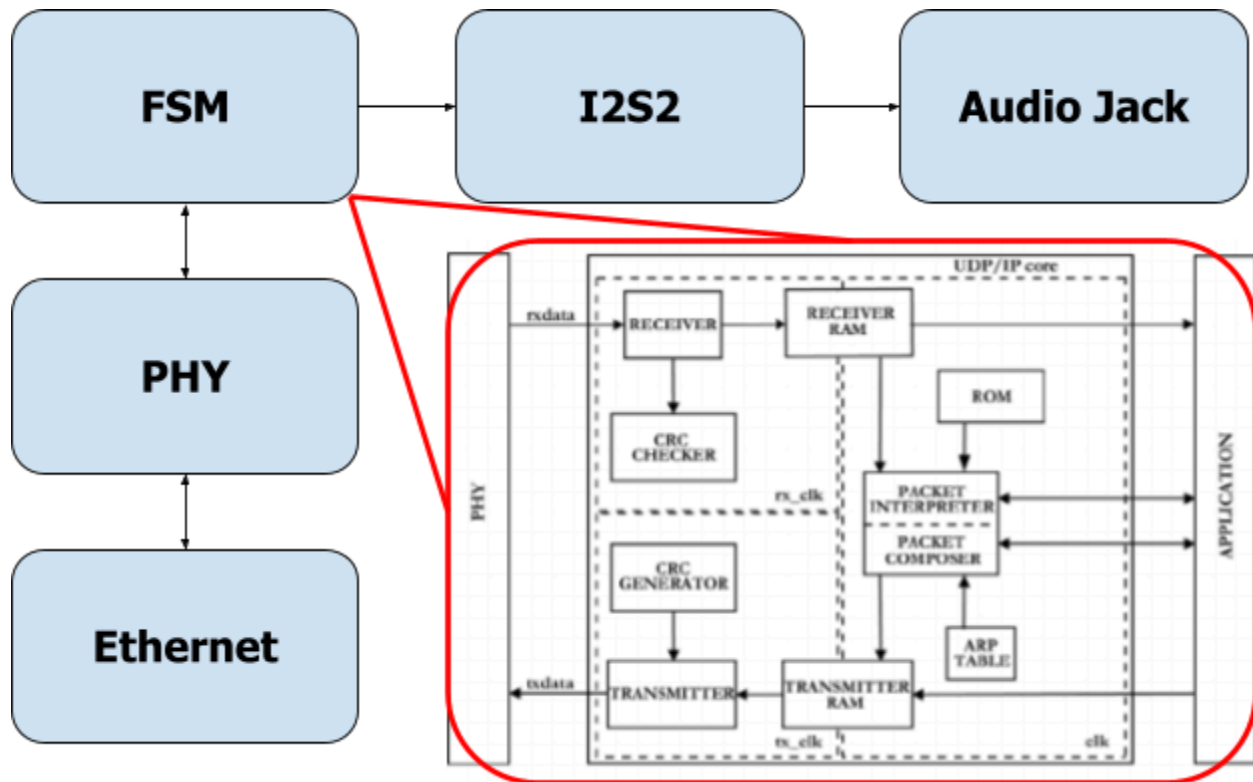 FSM
I2S2
Audio Jack
PHY
Ethernet
UDP/IP core
rxdata
RECEIVER
RECEIVER
RAM
ROM
CRC
CHECKER
rx_clk
PACKET
INTERPRETER
PACKET
COMPOSER
PHY
APPLICATION
CRC
GENERATOR
ARP
TABLE
txdata
TRANSMITTER
TRANSMITTER
RAM
tx_clk
clk